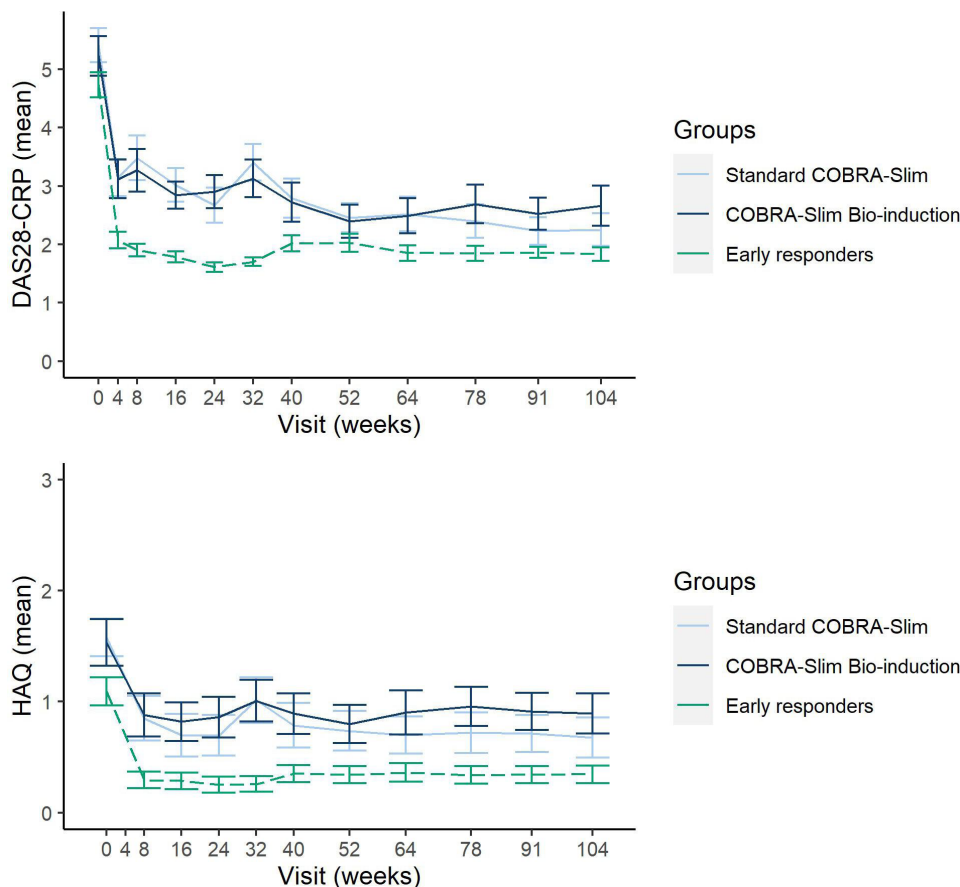 DAS28-CRP (mean)
5
4
3
2
1
0
0 4 8 16 24 32 40 52 64 78 91 104
Visit (weeks)
Groups
Standard COBRA-Slim
COBRA-Slim Bio-induction
Early responders
HAQ (mean)
3
2
1
0
0 4 8 16 24 32 40 52 64 78 91 104
Visit (weeks)
Groups
Standard COBRA-Slim
COBRA-Slim Bio-induction
Early responders